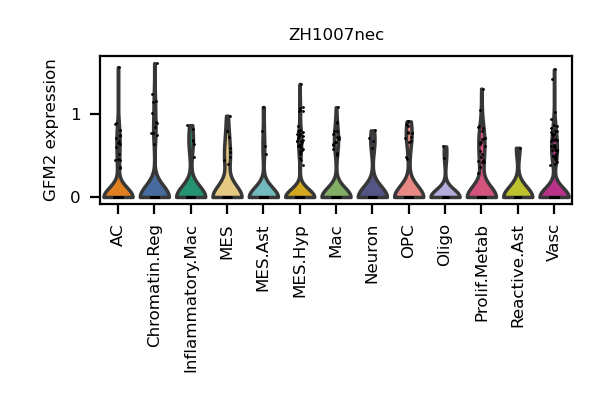 ZH1007nec
GFM2 expression
1
0
AC
Chromatin.Reg
Inflammatory.Mac
MES
MES.Ast
MES.Hyp
Mac
Neuron
OPC
Oligo
Prolif.Metab
Reactive.Ast
Vasc